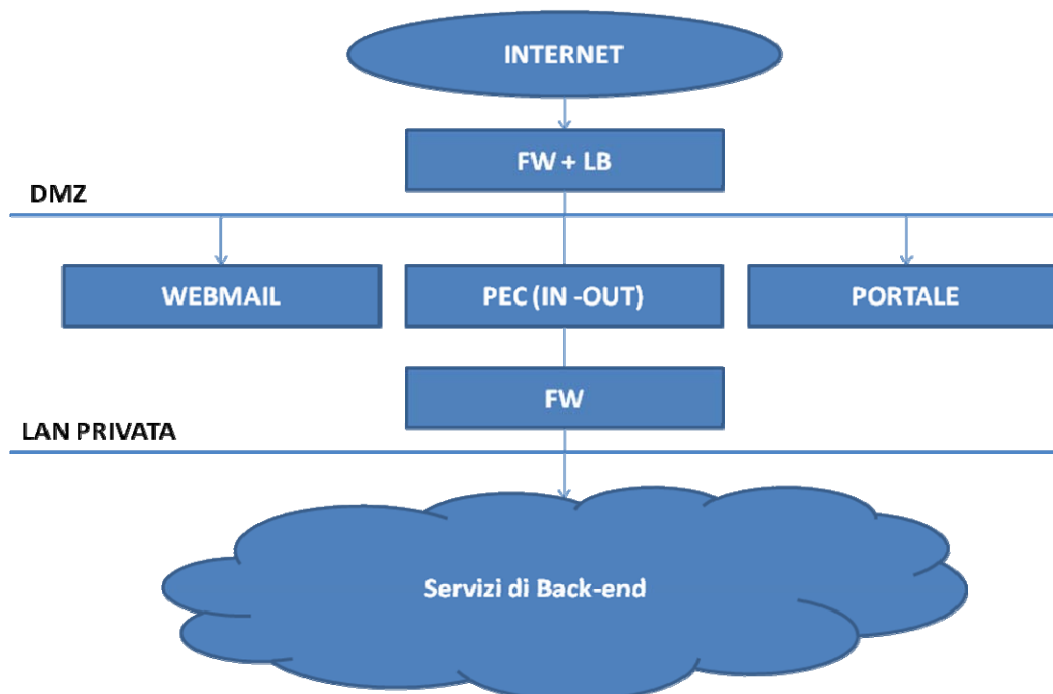 INTERNET
FW + LB
DMZ
WEBMAIL
PEC (IN -OUT)
PORTALE
FW
LAN PRIVATA
Servizi di Back-end